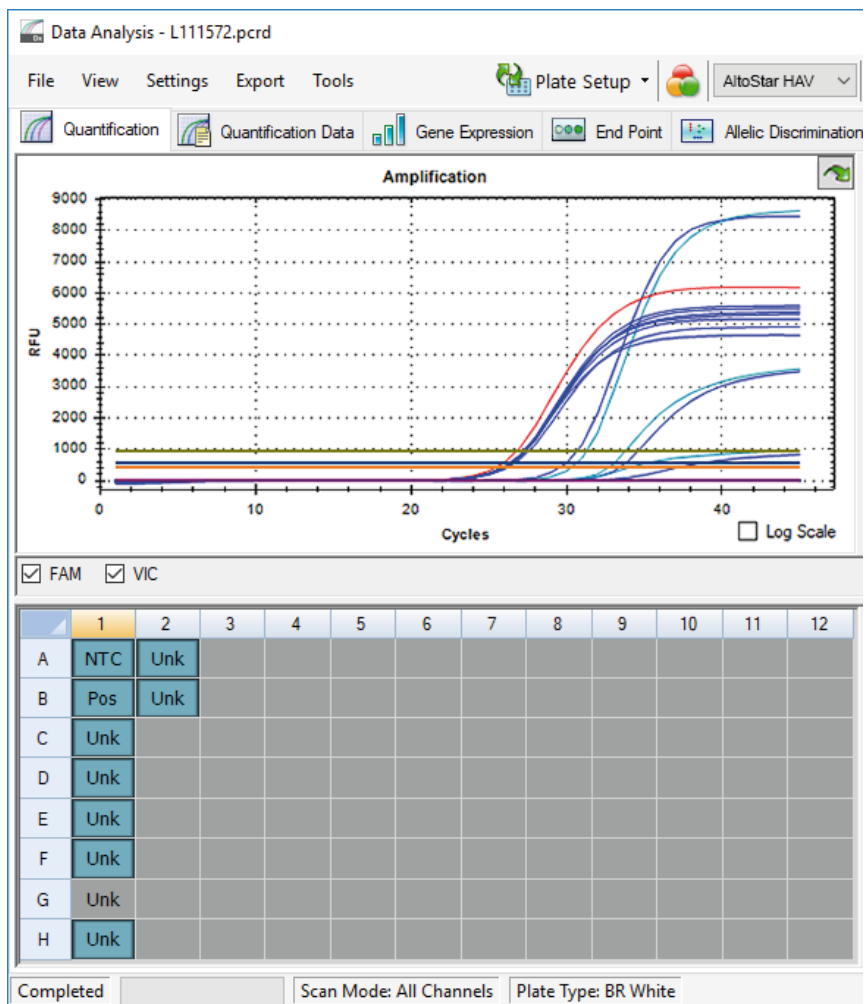 Data Analysis - L111572.pcrd
File View Settings Export Tools Plate Setup AltoStar HAV
Quantification Quantification Data Gene Expression End Point Allelic Discrimination
Amplification
9000
8000
7000
6000
5000
4000
3000
2000
1000
0
RFU
0 10 20 30 40
Cycles
Log Scale
FAM VIC
1 2 3 4 5 6 7 8 9 10 11 12
A NTC Unk
B Pos Unk
C Unk
D Unk
E Unk
F Unk
G Unk
H Unk
Completed Scan Mode: All Channels Plate Type: BR White